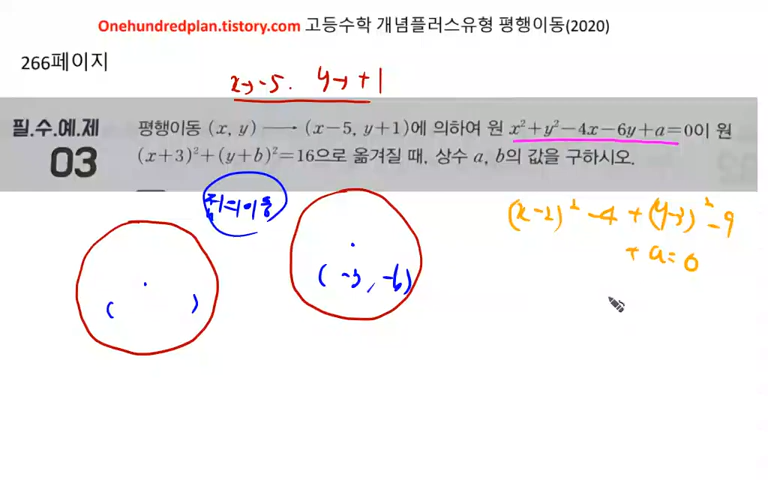 Onehundredplan.tistory.com 고등수학 개념플러스유형 평행이동(2020)
266페이지
x→-5. y→+1
필.수.예.제
03
평행이동 (x, y) ⟶ (x−5, y+1)에 의하여 원 x²+y²−4x−6y+a=0이 원
(x+3)²+(y+b)²=16으로 옮겨질 때, 상수 a, b의 값을 구하시오.
점의이동
(x-2)²-4+(y-3)²-9
+a=0
(-3, -b)
( )